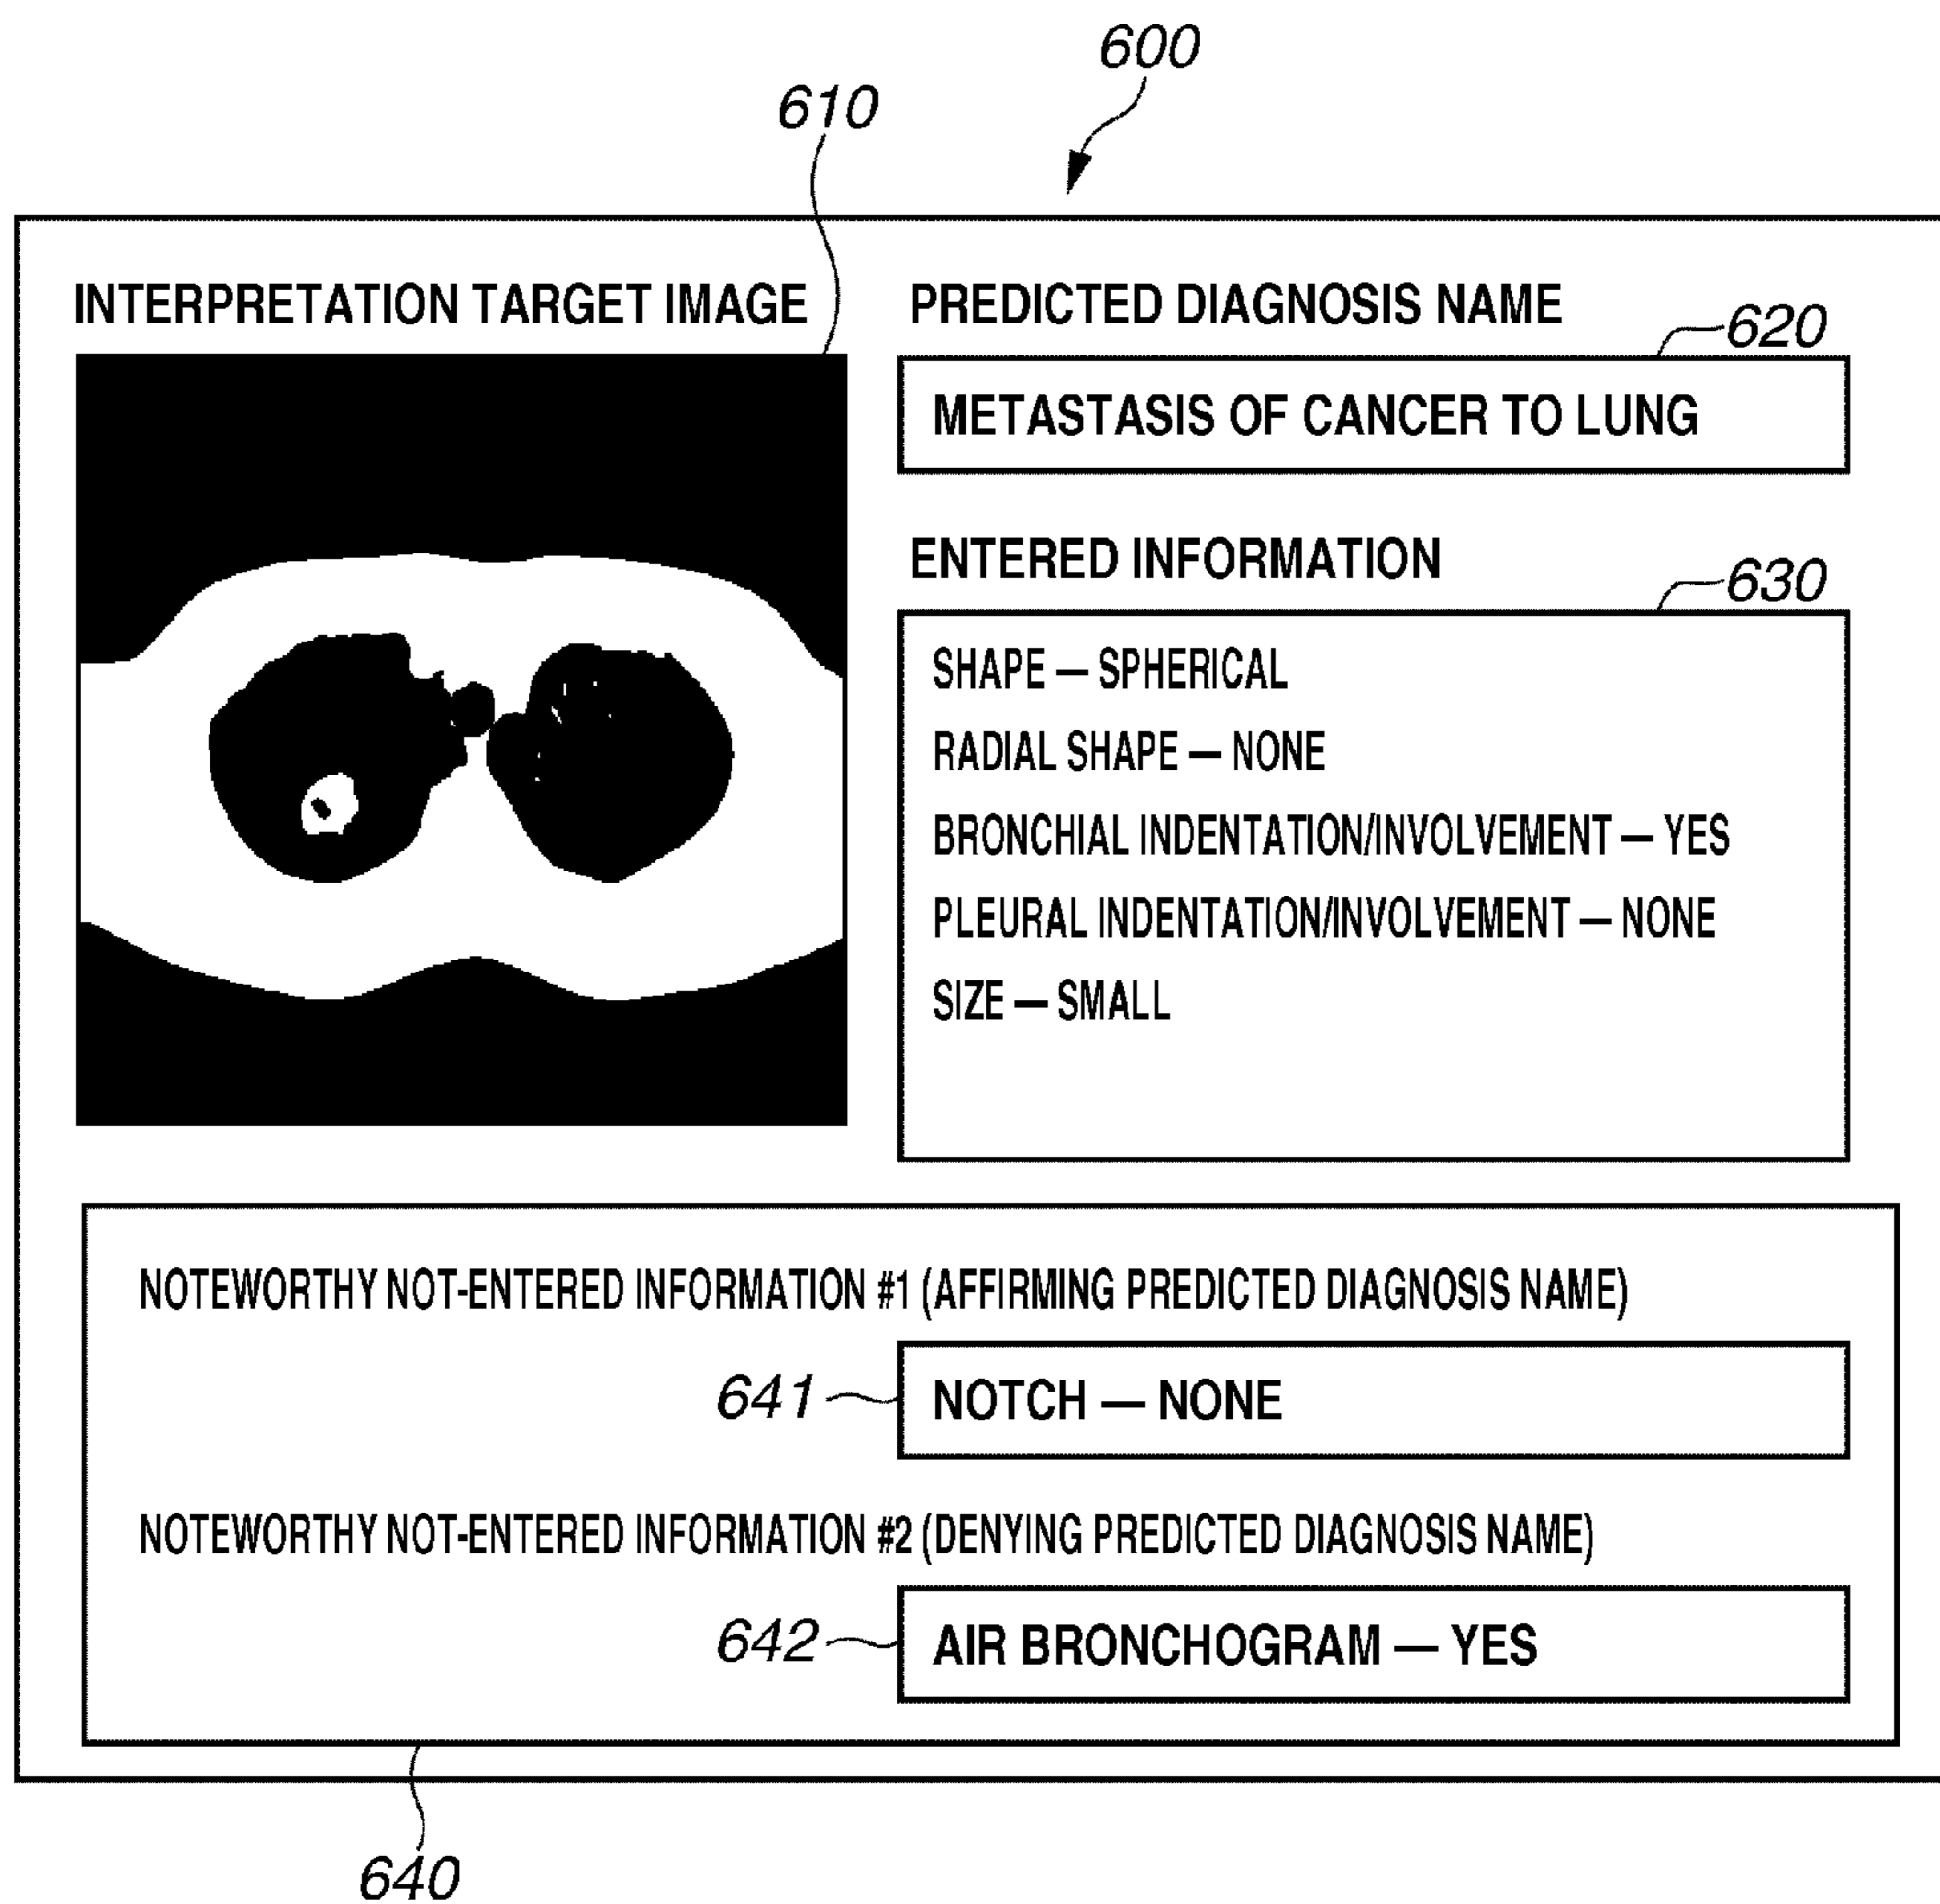 600
610
INTERPRETATION TARGET IMAGE
PREDICTED DIAGNOSIS NAME
620
METASTASIS OF CANCER TO LUNG
ENTERED INFORMATION
630
SHAPE — SPHERICAL
RADIAL SHAPE — NONE
BRONCHIAL INDENTATION/INVOLVEMENT — YES
PLEURAL INDENTATION/INVOLVEMENT — NONE
SIZE — SMALL
NOTEWORTHY NOT-ENTERED INFORMATION #1 (AFFIRMING PREDICTED DIAGNOSIS NAME)
641
NOTCH — NONE
NOTEWORTHY NOT-ENTERED INFORMATION #2 (DENYING PREDICTED DIAGNOSIS NAME)
642
AIR BRONCHOGRAM — YES
640